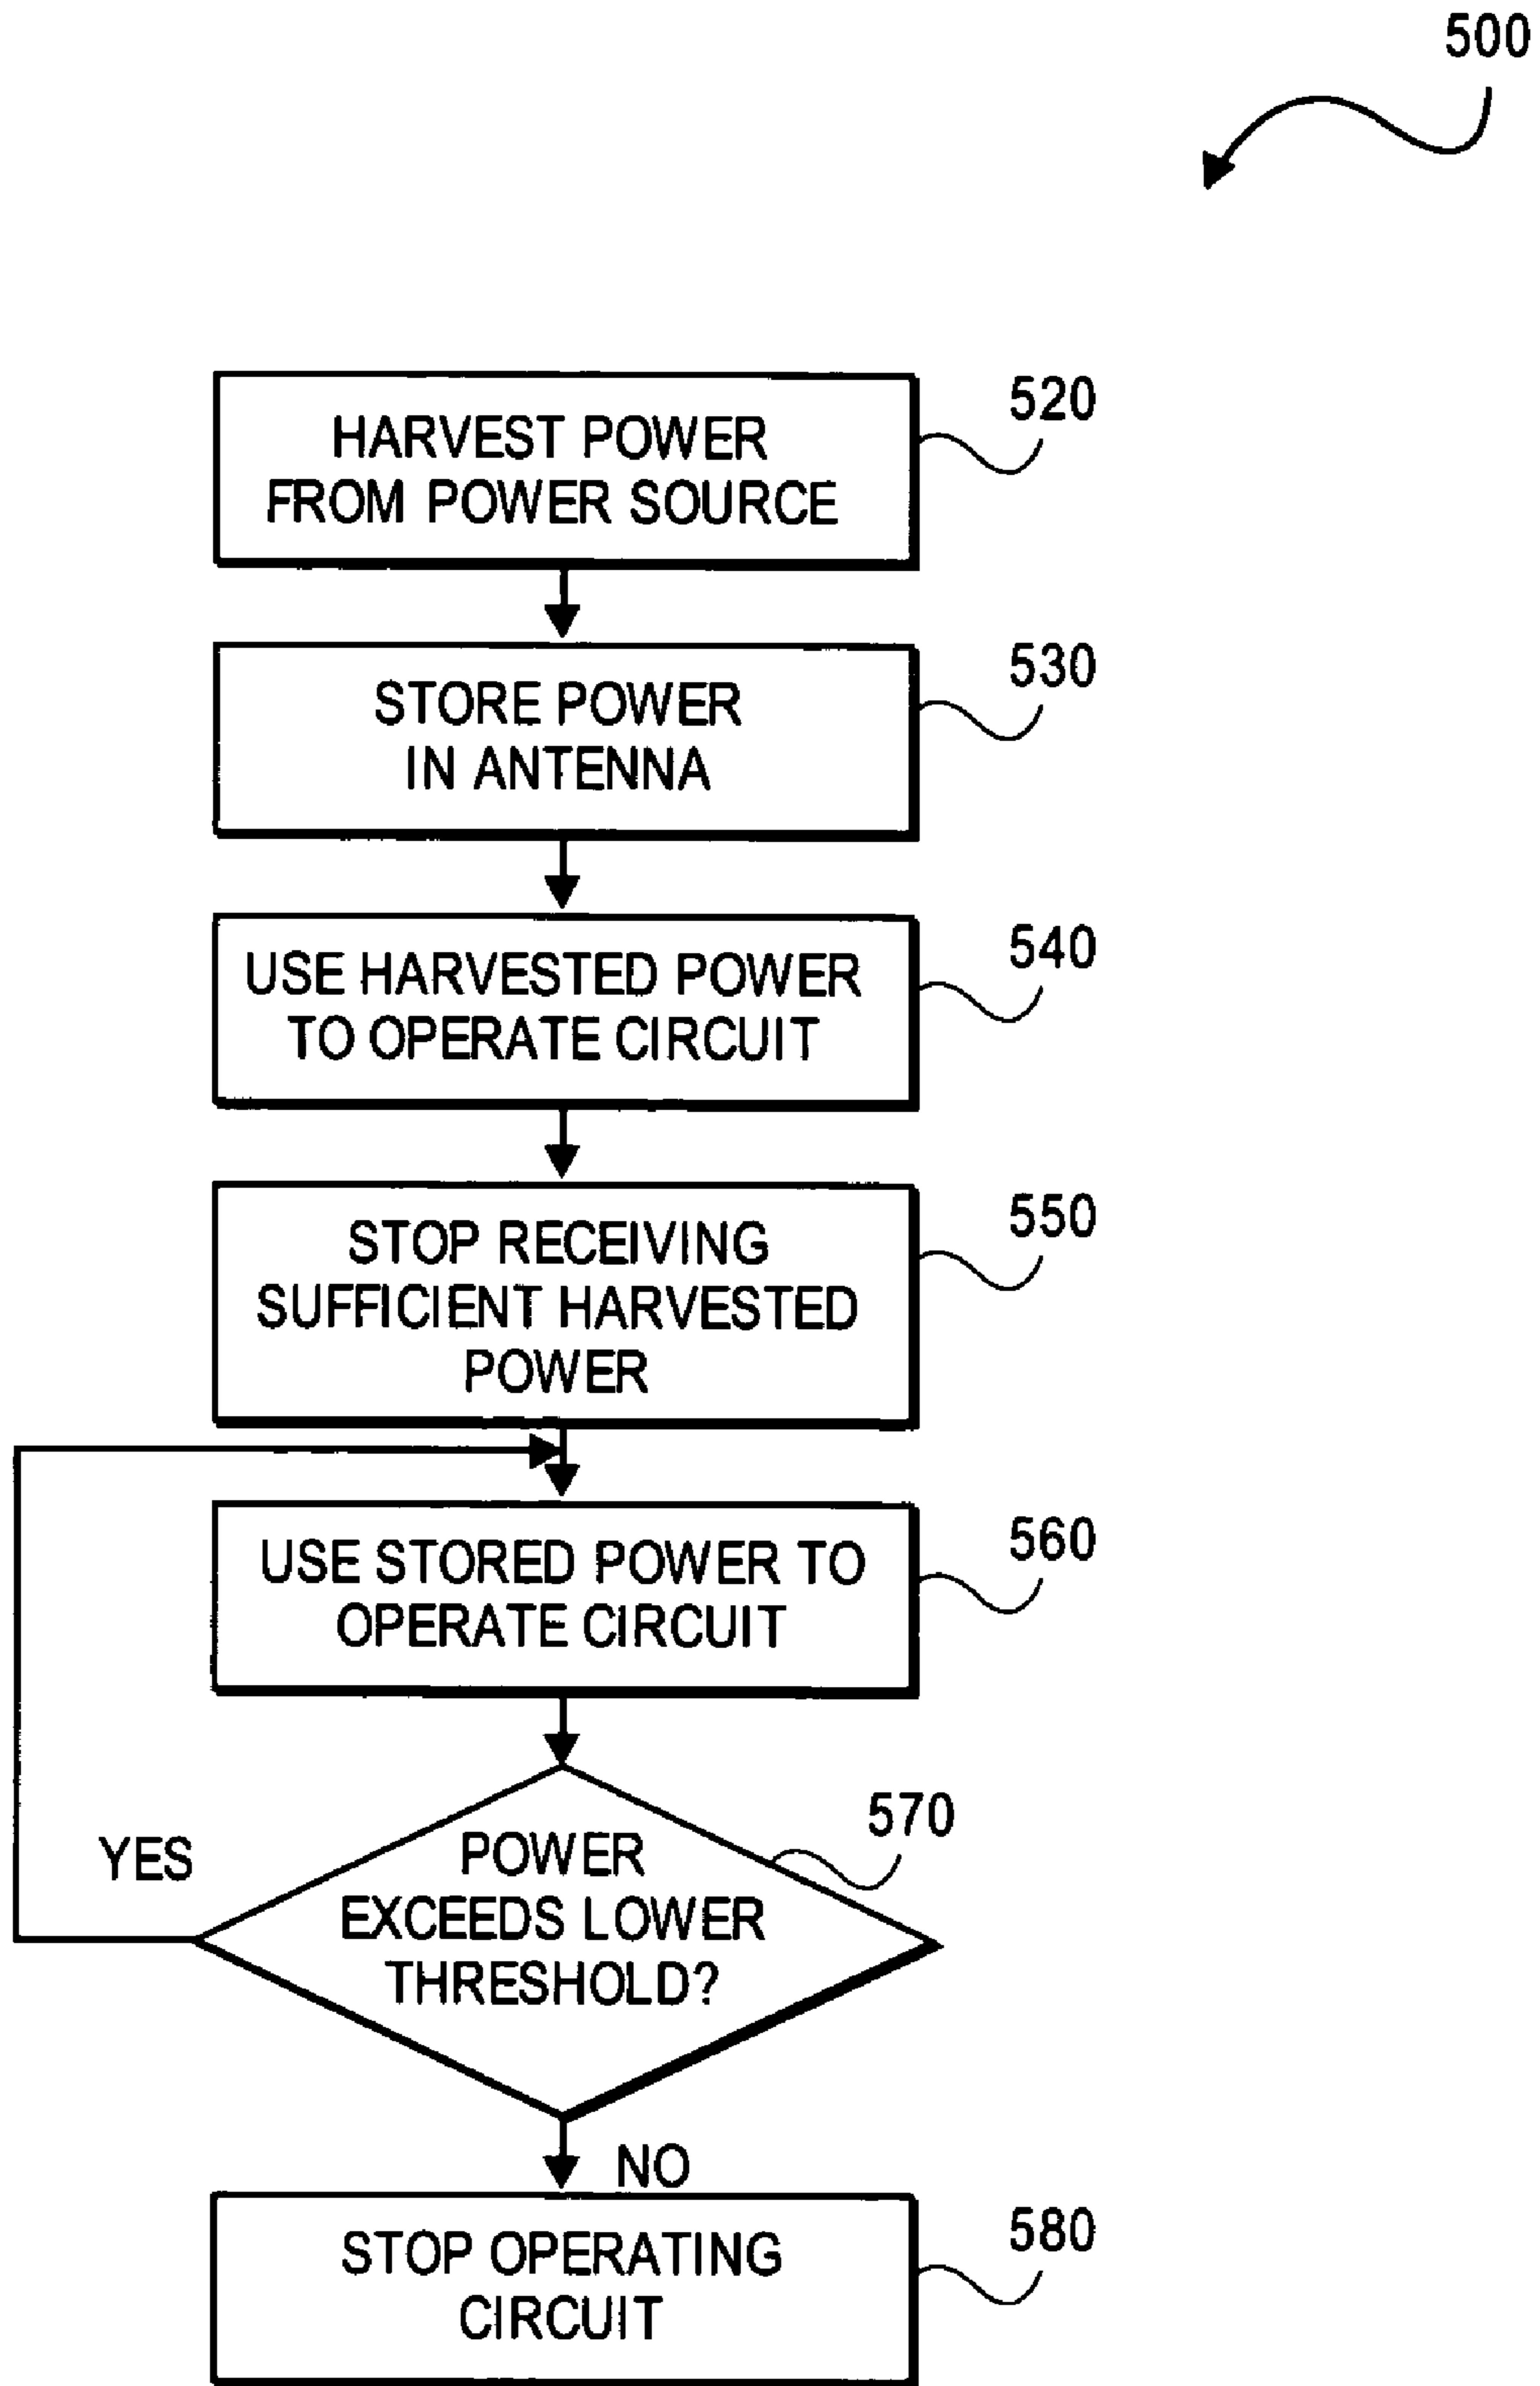 500
HARVEST POWER
FROM POWER SOURCE
520
STORE POWER
IN ANTENNA
530
USE HARVESTED POWER
TO OPERATE CIRCUIT
540
STOP RECEIVING
SUFFICIENT HARVESTED
POWER
550
USE STORED POWER TO
OPERATE CIRCUIT
560
YES
POWER
EXCEEDS LOWER
THRESHOLD?
570
NO
STOP OPERATING
CIRCUIT
580